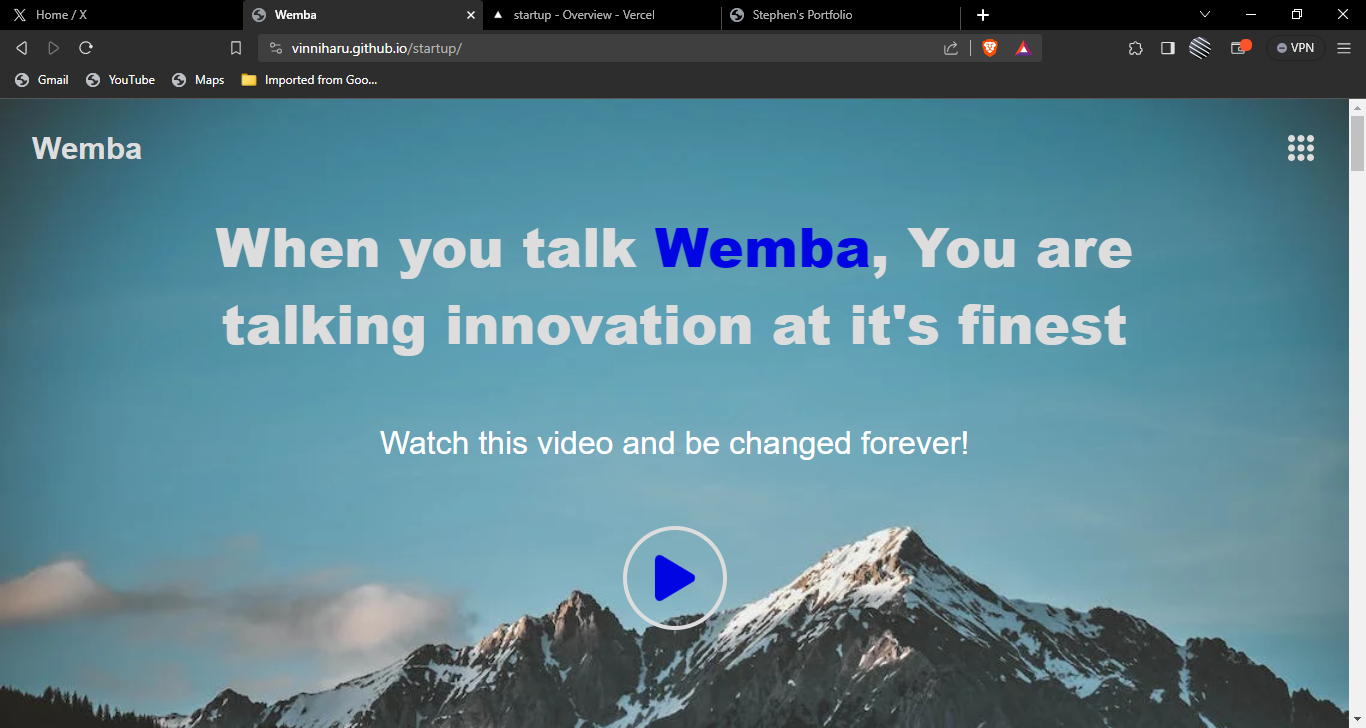 Home / X
Wemba
startup - Overview - Vercel
Stephen's Portfolio
vinniharu.github.io/startup/
VPN
Gmail
YouTube
Maps
Imported from Goo...
Wemba
When you talk Wemba, You are
talking innovation at it's finest
Watch this video and be changed forever!